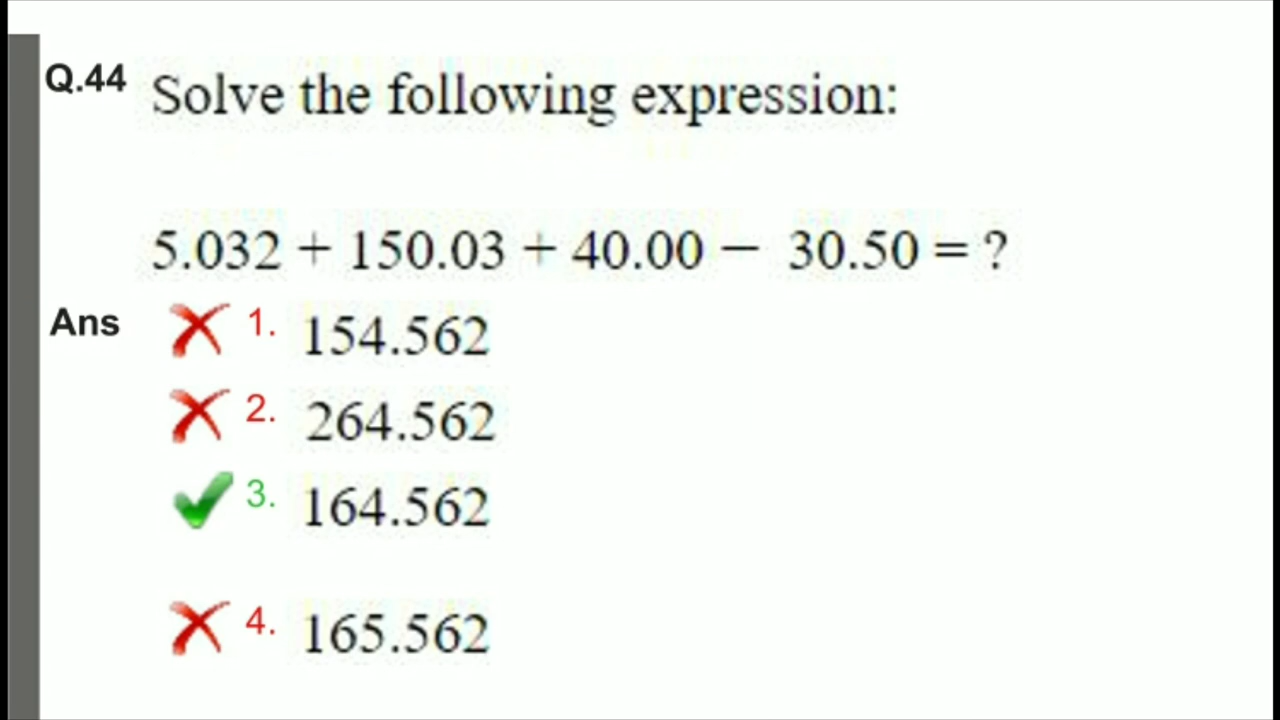 Q.44 Solve the following expression:
5.032 + 150.03 + 40.00 − 30.50 = ?
Ans 1. 154.562
2. 264.562
3. 164.562
4. 165.562